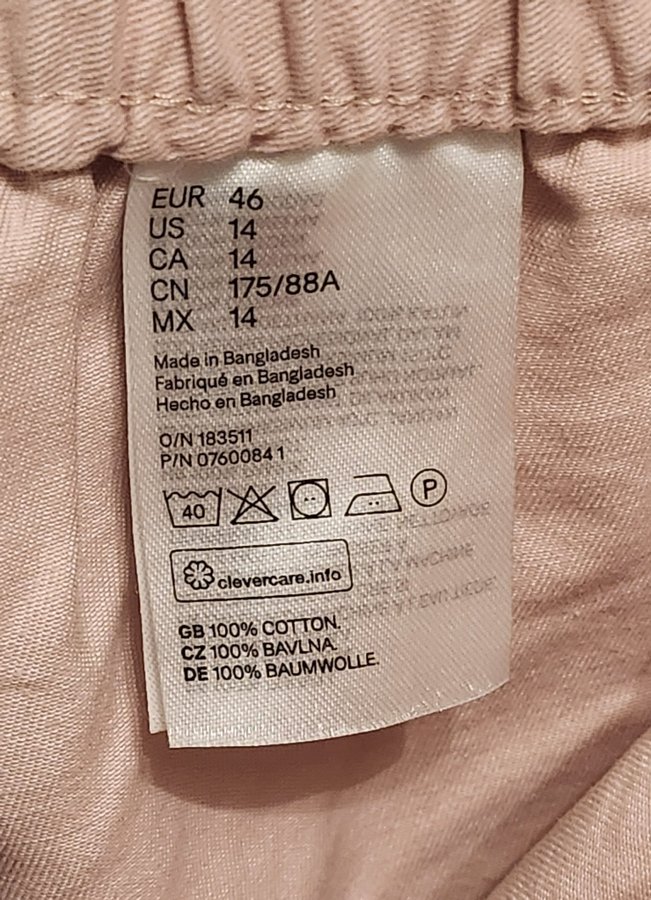 EUR 46
US 14
CA 14
CN 175/88A
MX 14
Made in Bangladesh
Fabriqué en Bangladesh
Hecho en Bangladesh
O/N 183511
P/N 0760084 1
40
P
clevercare.info
GB 100% COTTON.
CZ 100% BAVLNA.
DE 100% BAUMWOLLE.